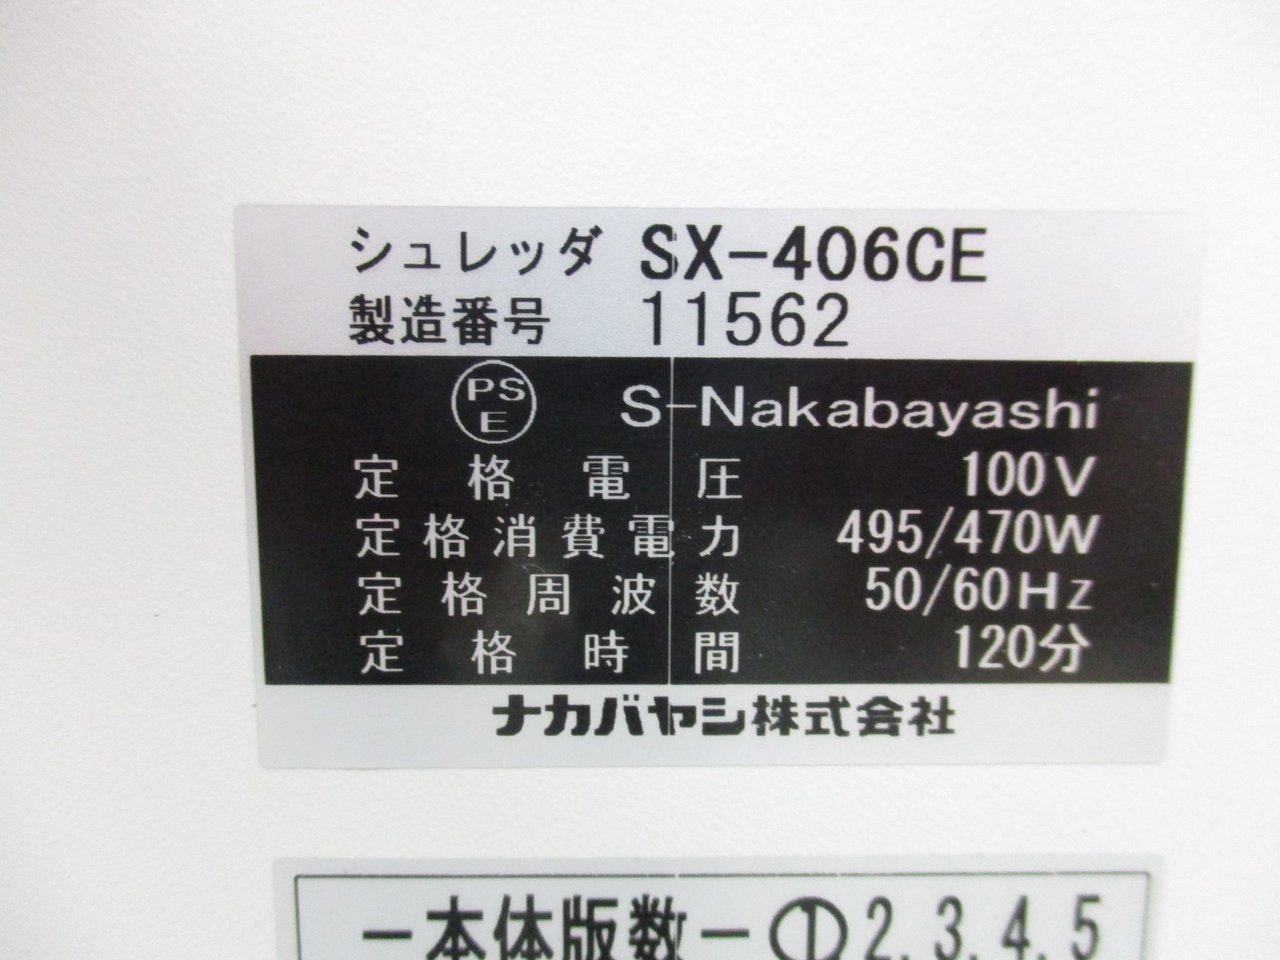 シュレッダ SX-406CE
製造番号 11562
PSE S-Nakabayashi
定格電圧 100V
定格消費電力 495/470W
定格周波数 50/60Hz
定格時間 120分
ナカバヤシ株式会社
ー本体版数ー ①2.3.4.5